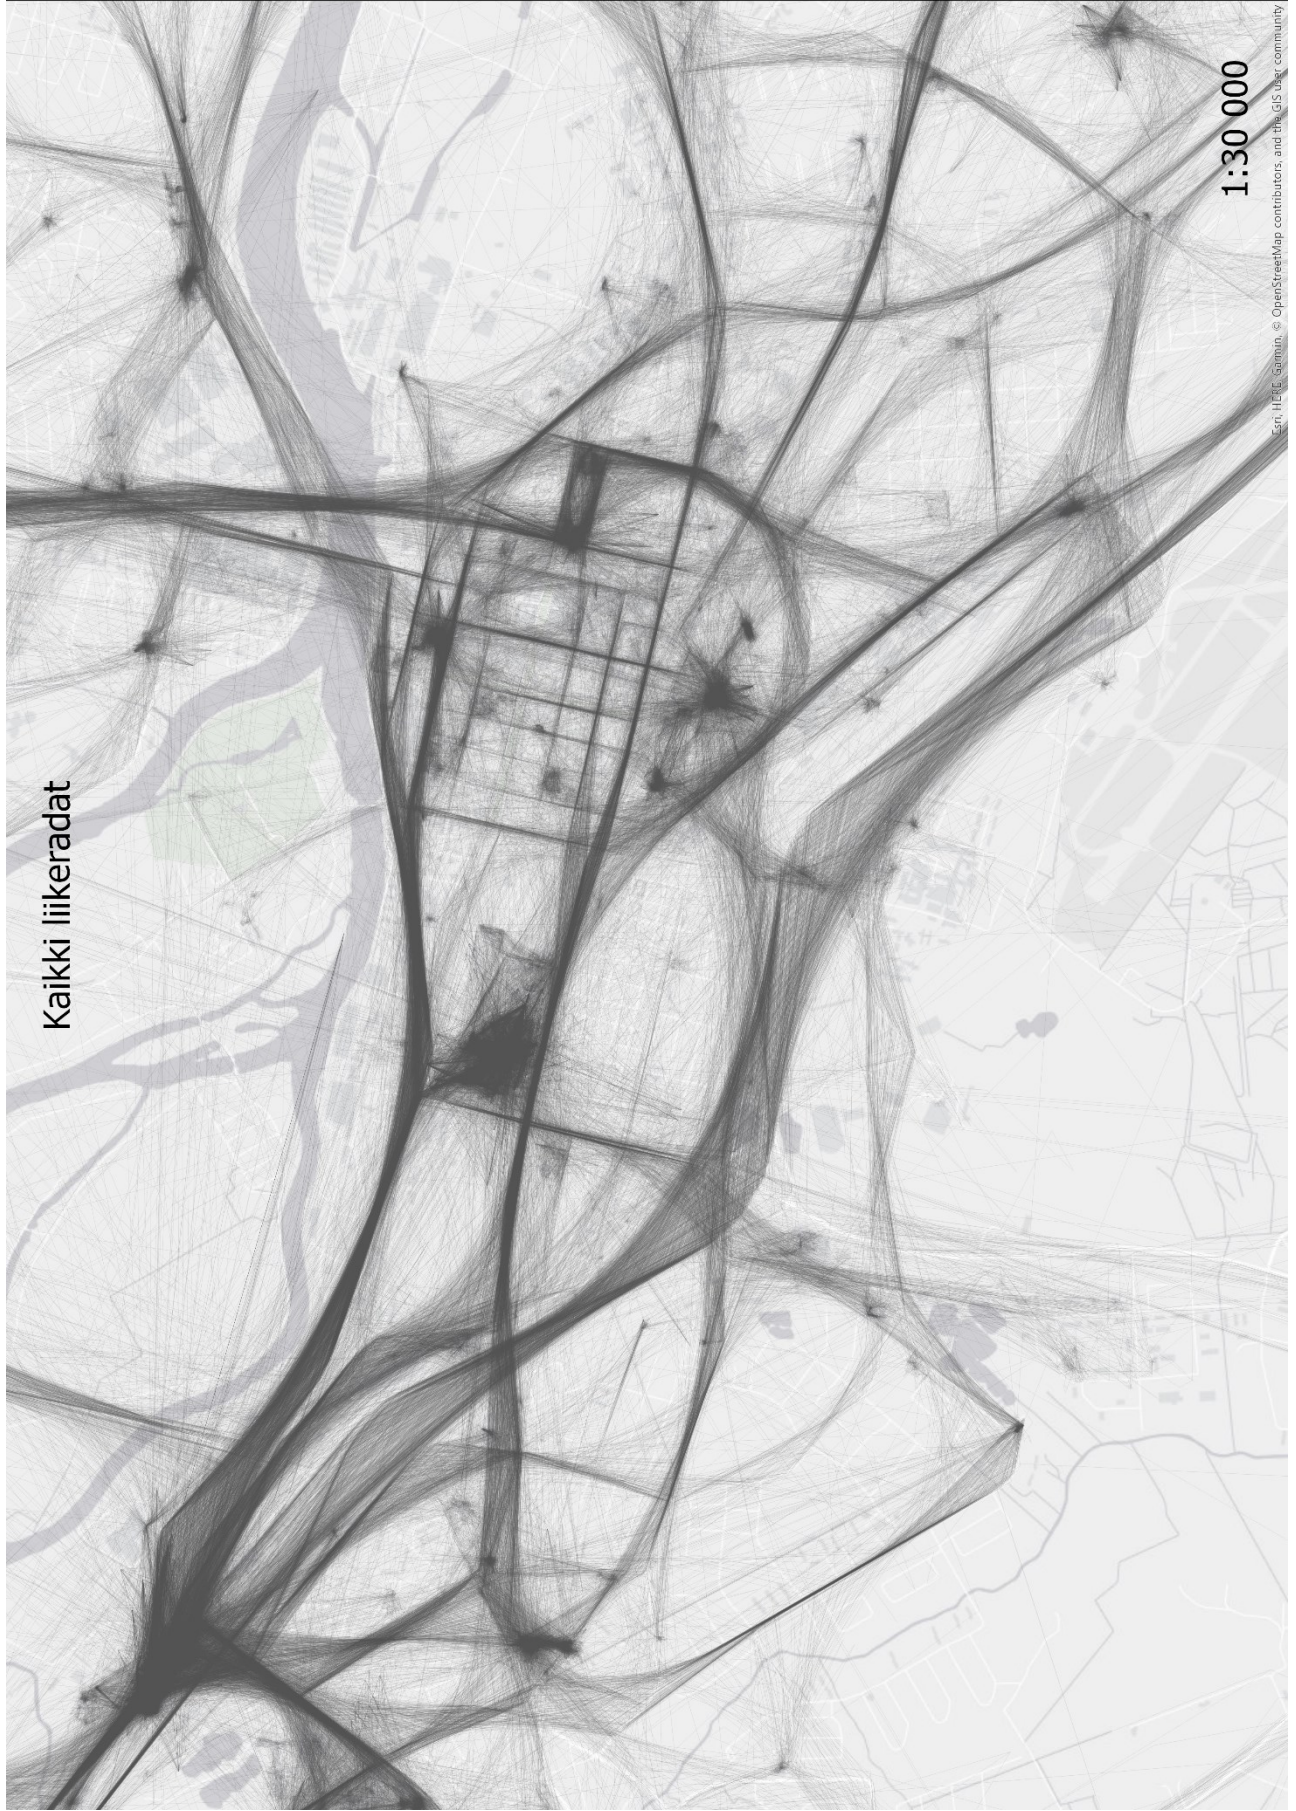 Kaikki liikeradat
1:30 000
Esri, HERE, Garmin, © OpenStreetMap contributors, and the GIS user community